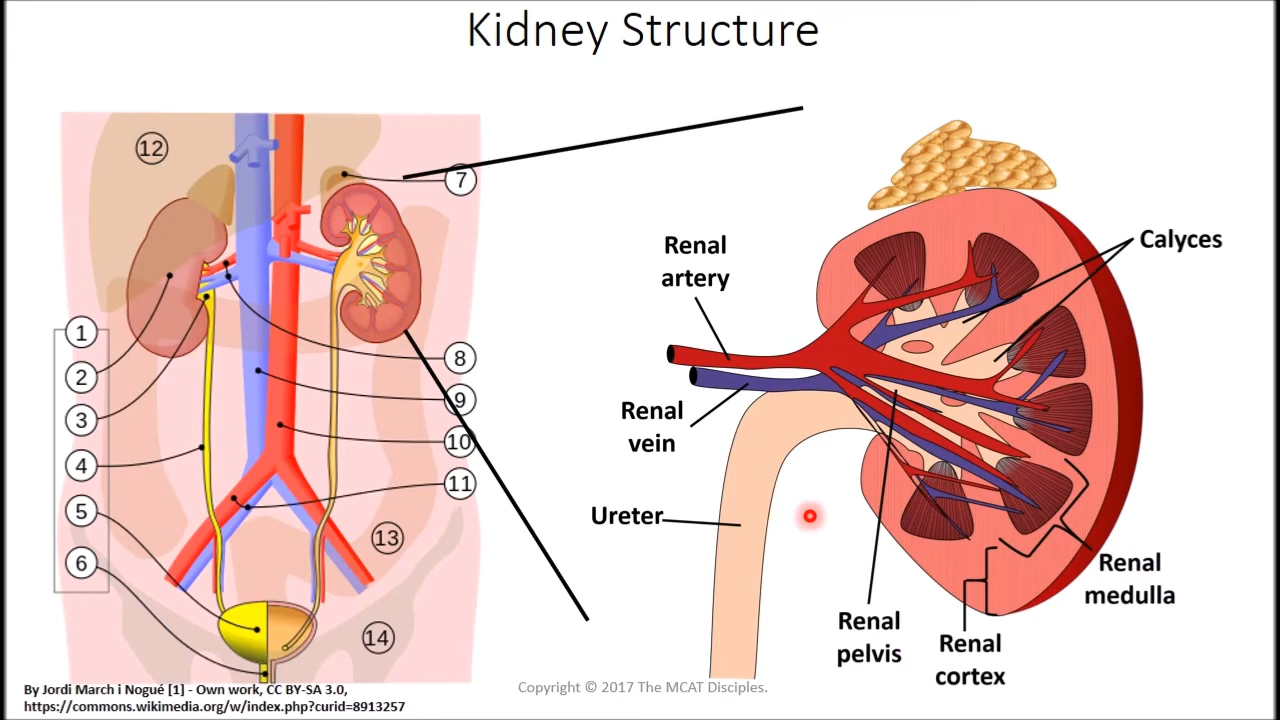 Kidney Structure
12
7
1
2
3
4
5
6
8
9
10
11
13
14
Renal
artery
Calyces
Renal
vein
Ureter
Renal
pelvis
Renal
cortex
Renal
medulla
By Jordi March i Nogué [1] - Own work, CC BY-SA 3.0,
https://commons.wikimedia.org/w/index.php?curid=8913257
Copyright © 2017 The MCAT Disciples.